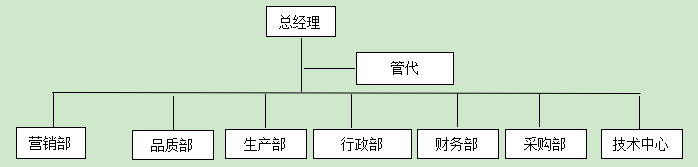 总经理
管代
营销部
品质部
生产部
行政部
财务部
采购部
技术中心